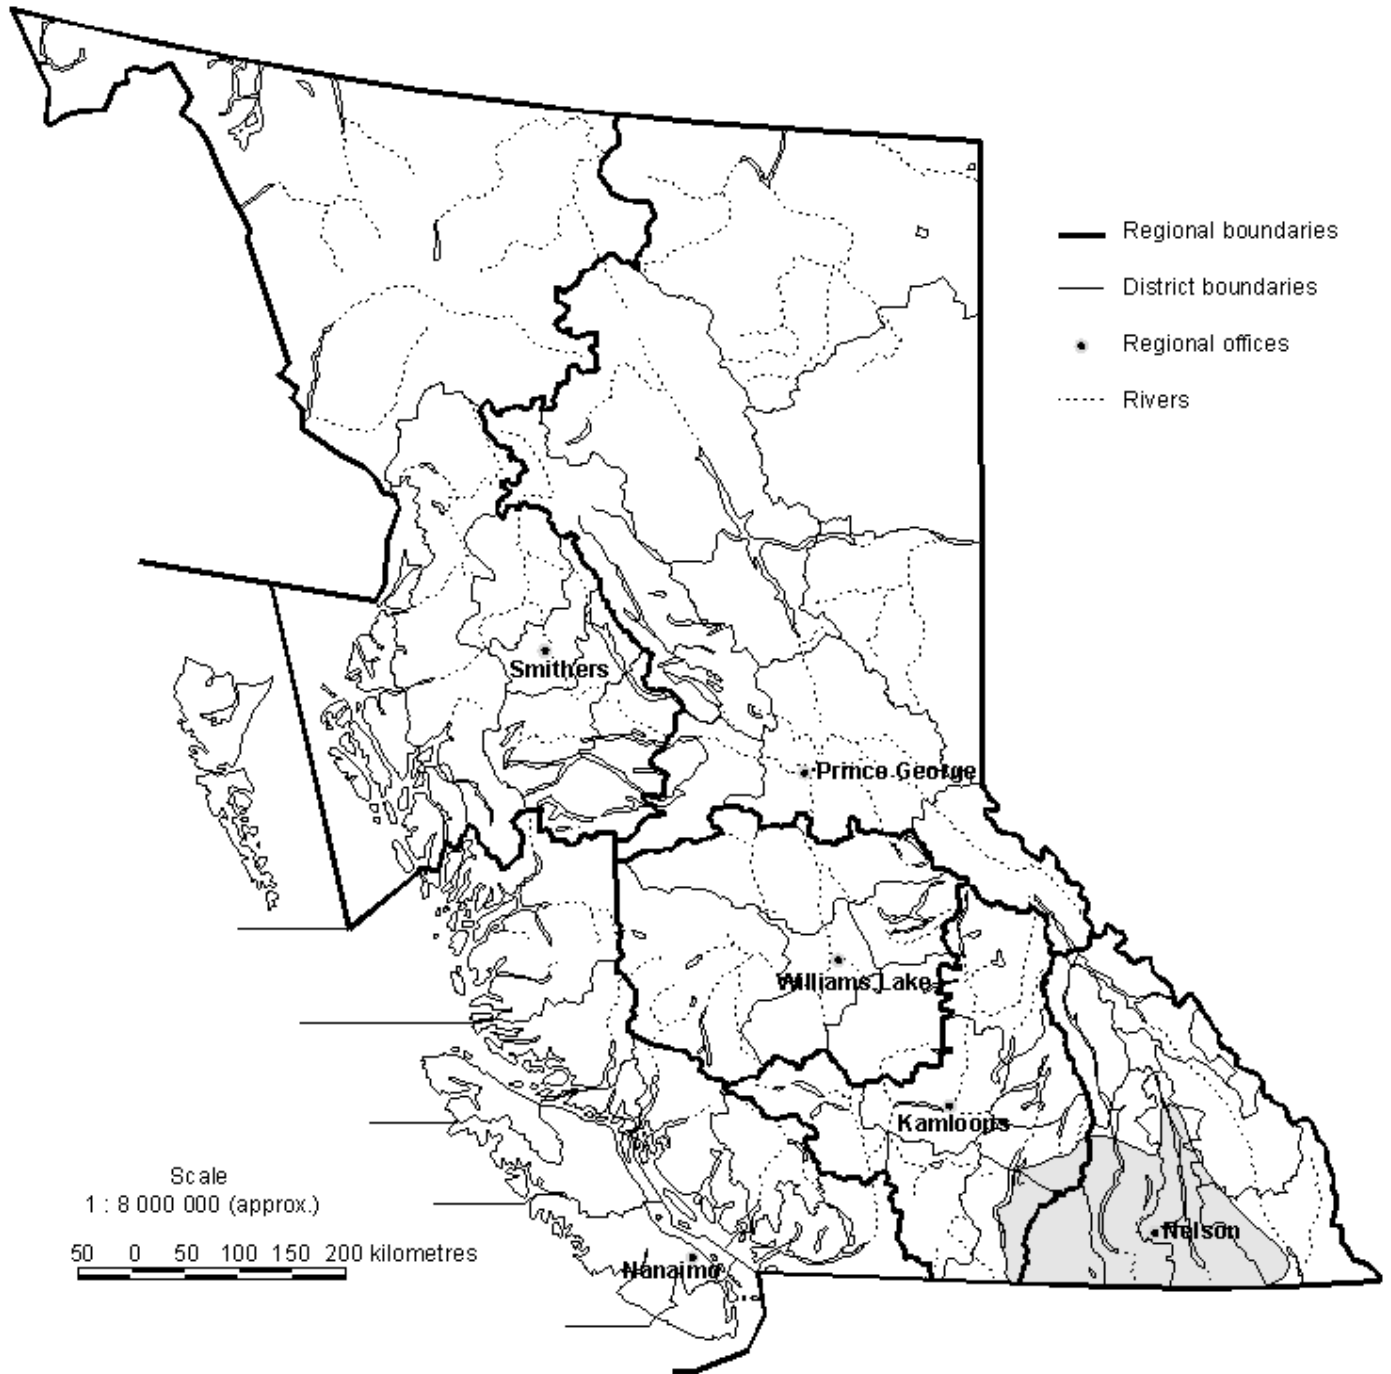 Regional boundaries
District boundaries
Regional offices
Rivers
Smithers
Prince George
Williams Lake
Kamloops
Nelson
Nanaimo
Scale
1 : 8 000 000 (approx.)
50 0 50 100 150 200 kilometres